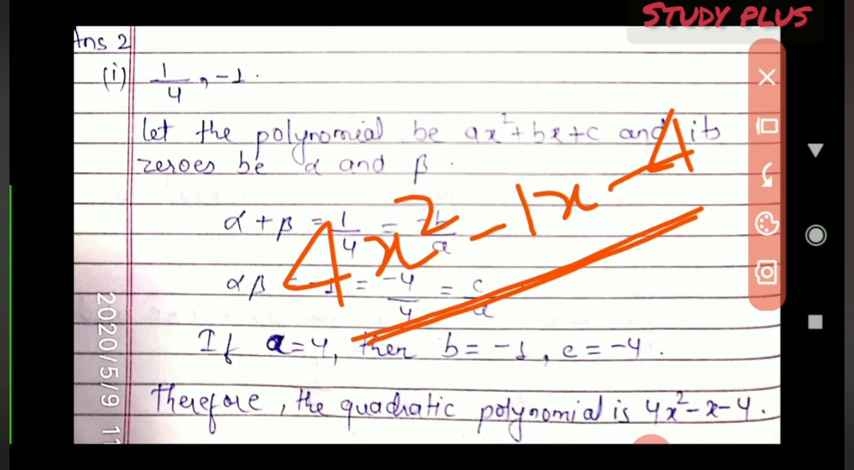 STUDY PLUS
Ans 2
(i) 1/4, -1.
Let the polynomial be ax²+bx+c and its
zeroes be α and β.
α + β = 1/4 = -b/a
4x² - 1x - 4
αβ = -1 = -4/4 = c/a
If a=4, then b=-1, c=-4.
Therefore, the quadratic polynomial is 4x²-x-4.
2020/5/9 11